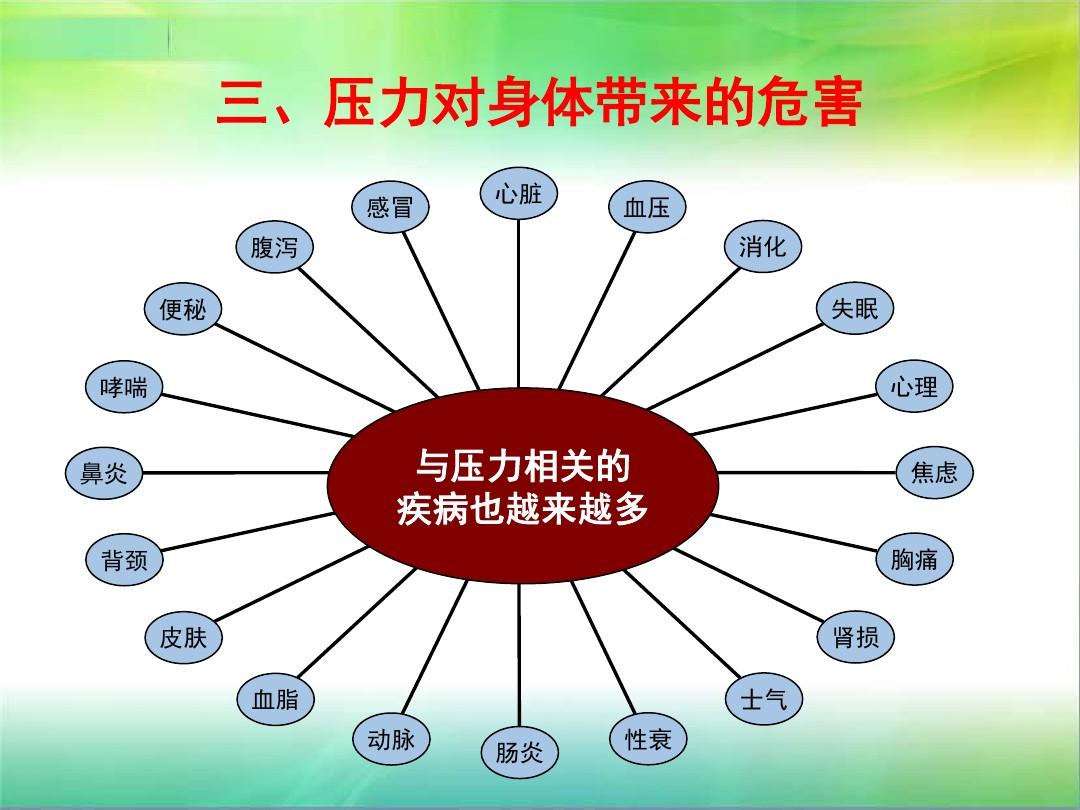 三、压力对身体带来的危害
心脏
血压
消化
失眠
心理
焦虑
胸痛
肾损
士气
性衰
肠炎
动脉
血脂
皮肤
背颈
鼻炎
哮喘
便秘
腹泻
感冒
与压力相关的
疾病也越来越多